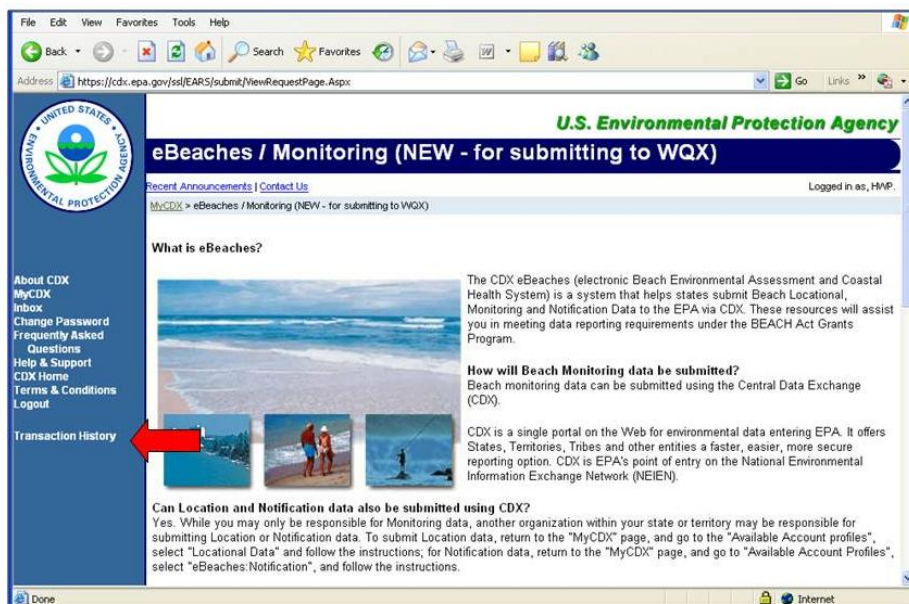 File Edit View Favorites Tools Help
Back Search Favorites
Address https://cdx.epa.gov/ssl/EARS/submit/ViewRequestPage.Aspx Go Links »
UNITED STATES
ENVIRONMENTAL PROTECTION AGENCY
U.S. Environmental Protection Agency
eBeaches / Monitoring (NEW - for submitting to WQX)
Recent Announcements | Contact Us Logged in as, HWP.
MyCDX > eBeaches / Monitoring (NEW - for submitting to WQX)
What is eBeaches?
About CDX
MyCDX
Inbox
Change Password
Frequently Asked
Questions
Help & Support
CDX Home
Terms & Conditions
Logout
Transaction History
The CDX eBeaches (electronic Beach Environmental Assessment and Coastal
Health System) is a system that helps states submit Beach Locational,
Monitoring and Notification Data to the EPA via CDX. These resources will assist
you in meeting data reporting requirements under the BEACH Act Grants
Program.
How will Beach Monitoring data be submitted?
Beach monitoring data can be submitted using the Central Data Exchange
(CDX).
CDX is a single portal on the Web for environmental data entering EPA. It offers
States, Territories, Tribes and other entities a faster, easier, more secure
reporting option. CDX is EPA's point of entry on the National Environmental
Information Exchange Network (NEIEN).
Can Location and Notification data also be submitted using CDX?
Yes. While you may only be responsible for Monitoring data, another organization within your state or territory may be responsible for
submitting Location or Notification data. To submit Location data, return to the "MyCDX" page, and go to the "Available Account profiles",
select "Locational Data" and follow the instructions; for Notification data, return to the "MyCDX" page, and go to "Available Account Profiles",
select "eBeaches:Notification", and follow the instructions.
Done Internet